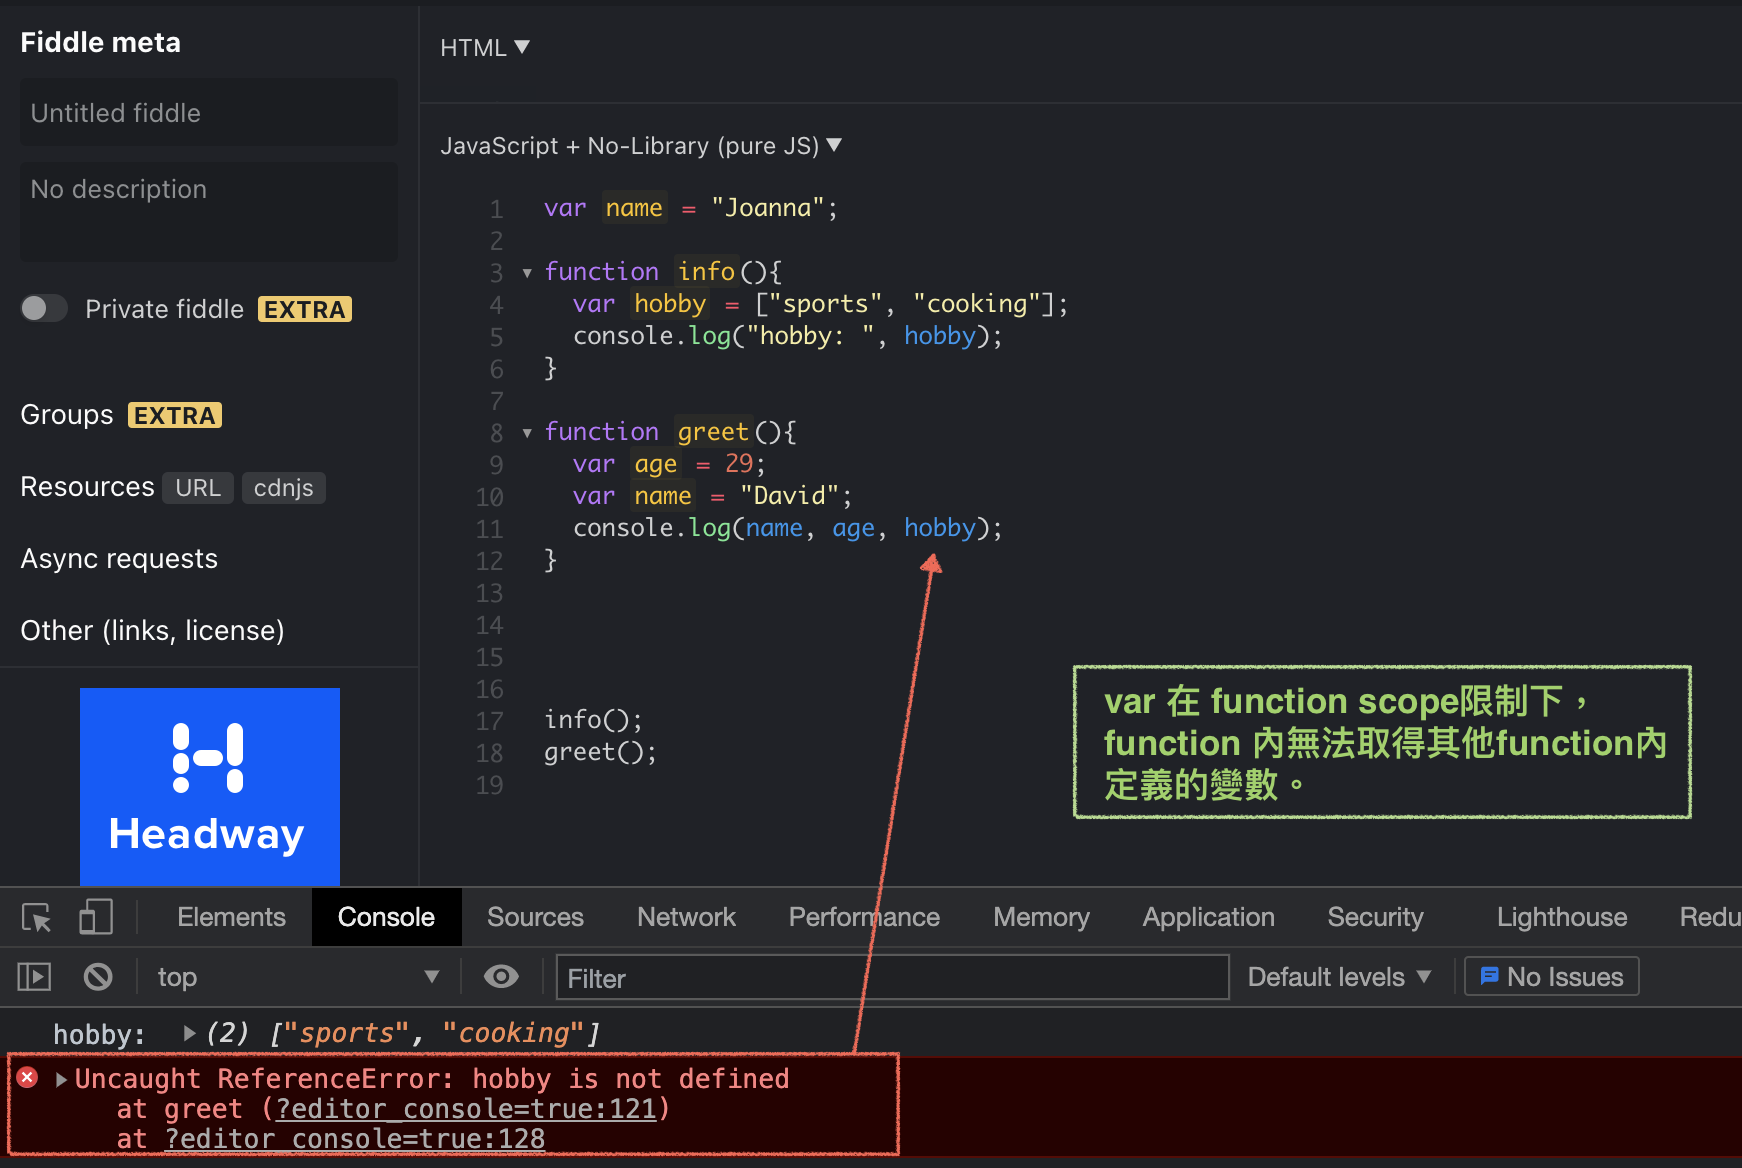 Fiddle meta
Untitled fiddle
No description
Private fiddle EXTRA
Groups EXTRA
Resources URL cdnjs
Async requests
Other (links, license)
Headway
HTML ▼
JavaScript + No-Library (pure JS) ▼
1 var name = "Joanna";
2
3 ▼ function info(){
4 var hobby = ["sports", "cooking"];
5 console.log("hobby: ", hobby);
6 }
7
8 ▼ function greet(){
9 var age = 29;
10 var name = "David";
11 console.log(name, age, hobby);
12 }
13
14
15
16
17 info();
18 greet();
19
var 在 function scope限制下，
function 內無法取得其他function內
定義的變數。
Elements Console Sources Network Performance Memory Application Security Lighthouse Redu
top ▼ Filter Default levels ▼ No Issues
hobby: ▶(2) ["sports", "cooking"]
▶Uncaught ReferenceError: hobby is not defined
at greet (?editor_console=true:121)
at ?editor_console=true:128